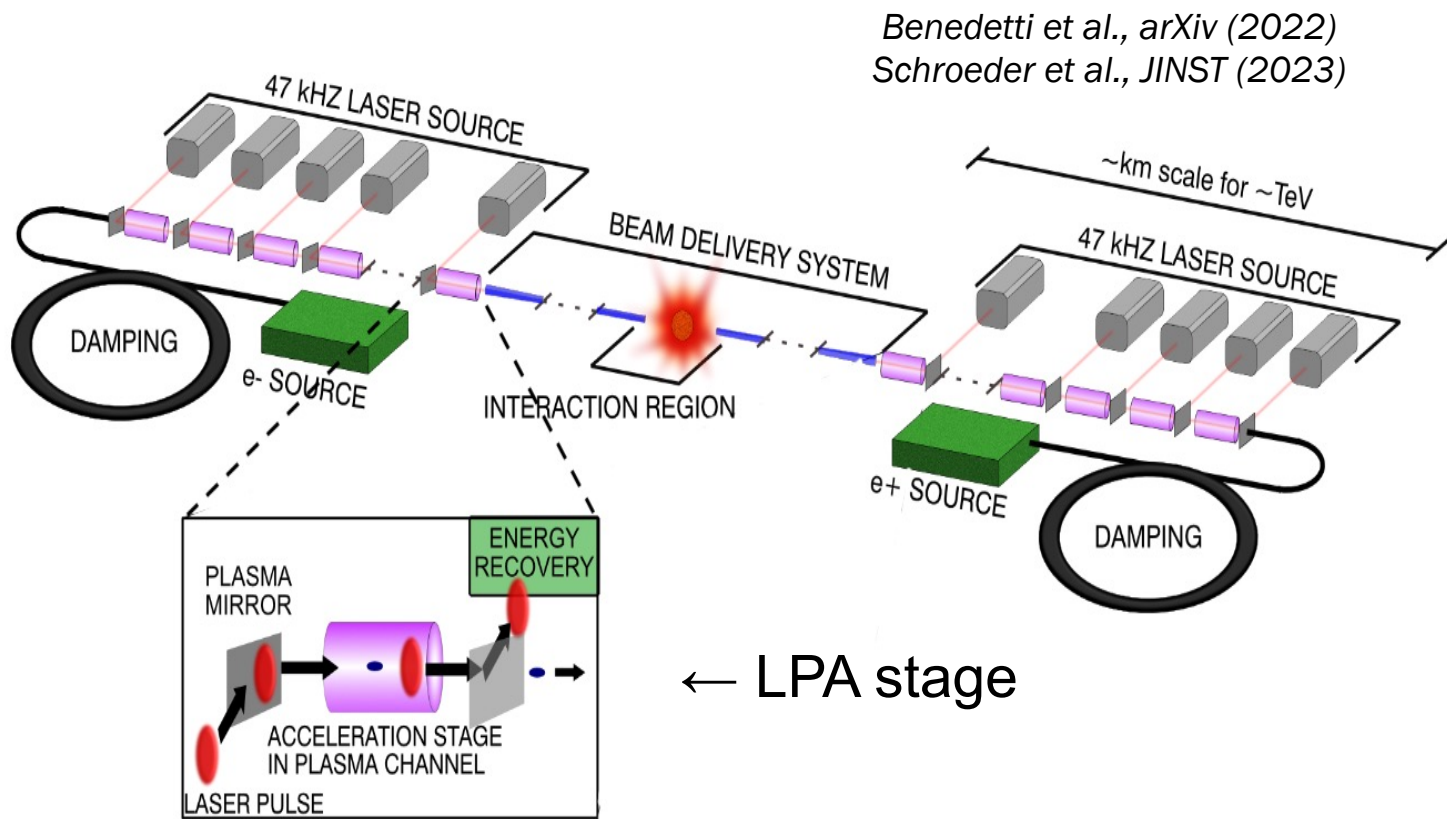 Benedetti et al., arXiv (2022)
Schroeder et al., JINST (2023)
47 kHZ LASER SOURCE
~km scale for ~TeV
BEAM DELIVERY SYSTEM
47 kHZ LASER SOURCE
DAMPING
e- SOURCE
INTERACTION REGION
e+ SOURCE
DAMPING
ENERGY
RECOVERY
PLASMA
MIRROR
← LPA stage
ACCELERATION STAGE
IN PLASMA CHANNEL
LASER PULSE